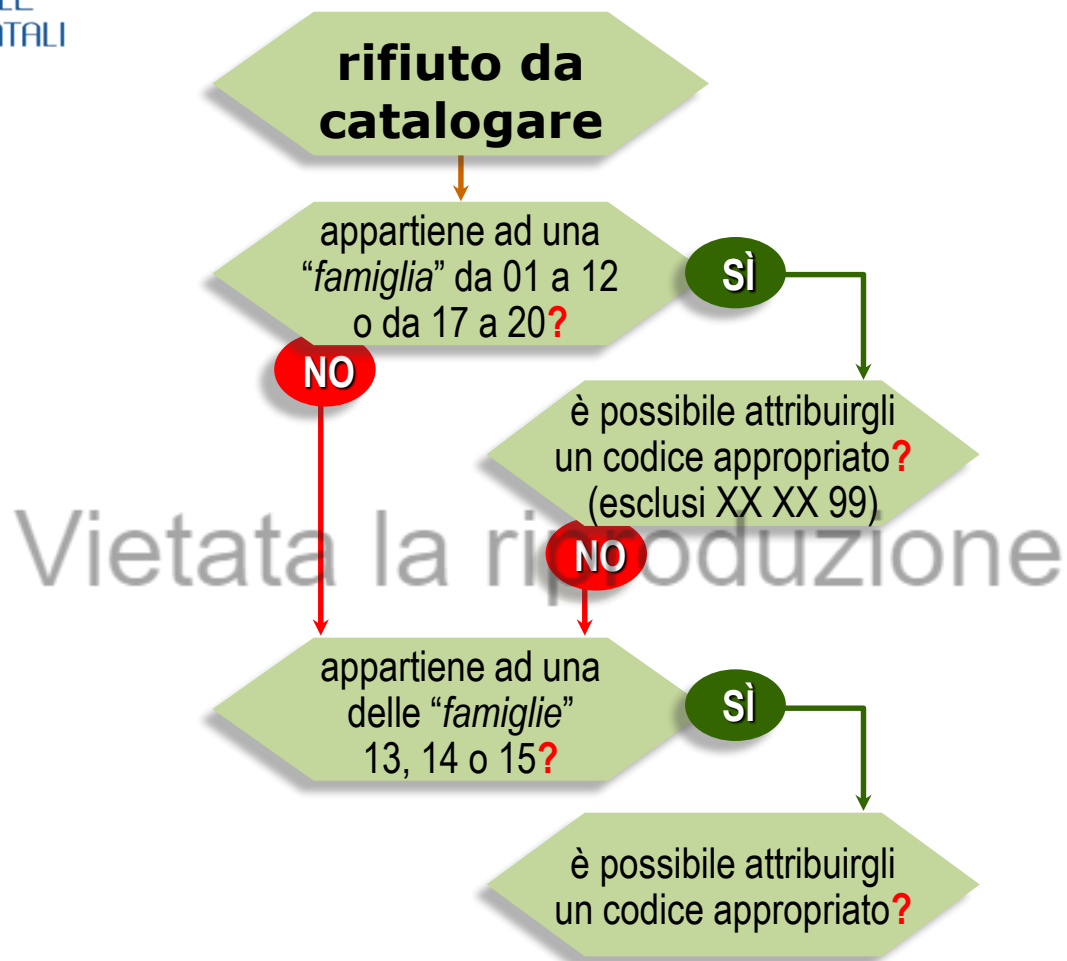 TALI
rifiuto da
catalogare
appartiene ad una
“famiglia” da 01 a 12
o da 17 a 20?
SÌ
NO
è possibile attribuirgli
un codice appropriato?
(esclusi XX XX 99)
Vietata la riproduzione
NO
appartiene ad una
delle “famiglie”
13, 14 o 15?
SÌ
è possibile attribuirgli
un codice appropriato?